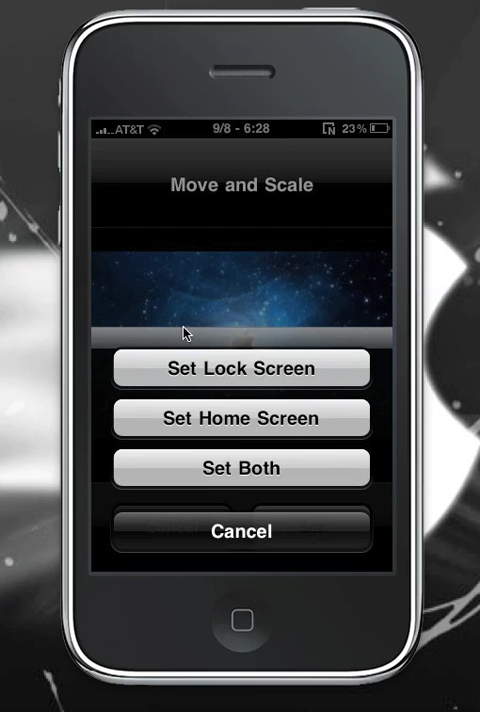 AT&T 9/8 - 6:28 N 23%
Move and Scale
Set Lock Screen
Set Home Screen
Set Both
Cancel